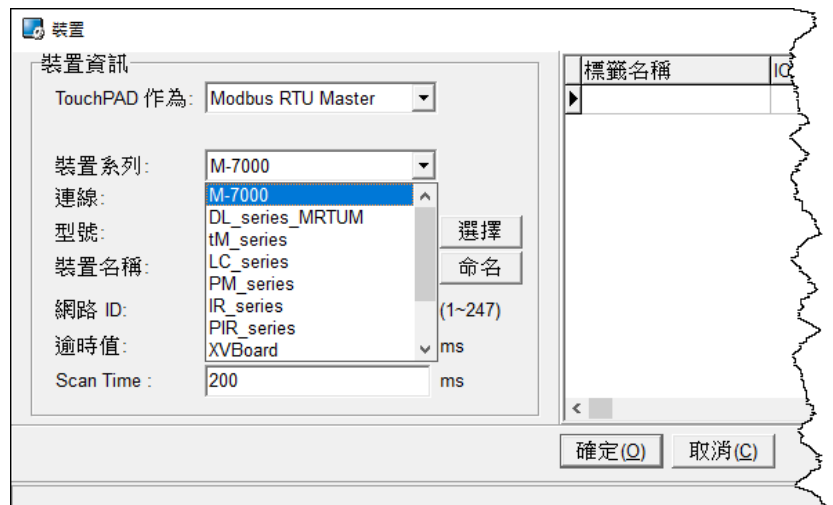 裝置
裝置資訊
TouchPAD 作為: Modbus RTU Master
裝置系列: M-7000
連線:
型號:
裝置名稱:
網路 ID:
逾時值:
M-7000
DL_series_MRTUM
tM_series
LC_series
PM_series
IR_series
PIR_series
XVBoard
選擇
命名
(1~247)
ms
Scan Time : 200 ms
標籤名稱
確定(O) 取消(C)